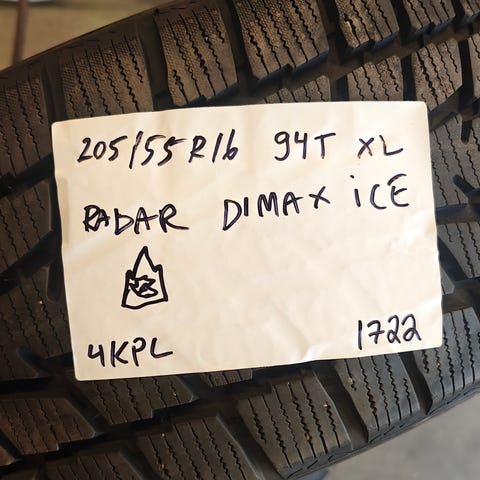 205/55R16 94T XL
RADAR DIMAX iCE
4KPL 1722